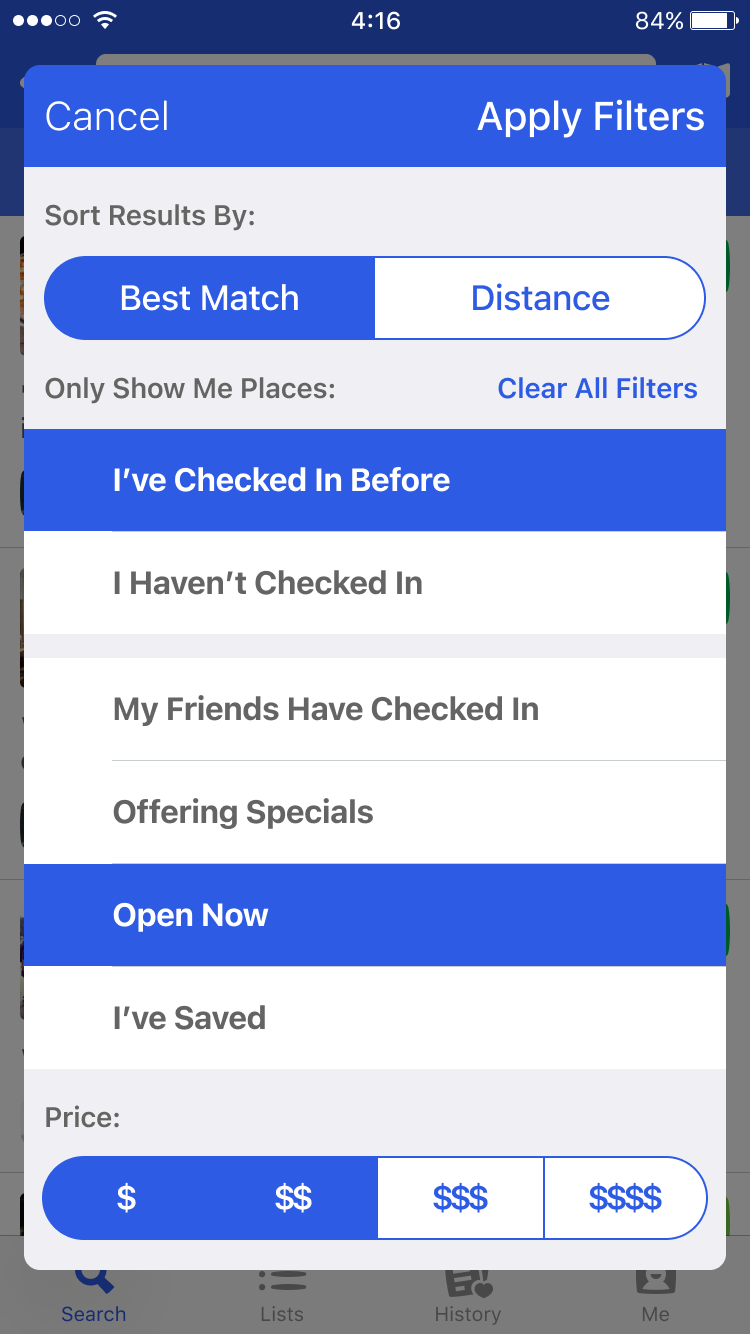 4:16 84%
Cancel Apply Filters
Sort Results By:
Best Match Distance
Only Show Me Places: Clear All Filters
I’ve Checked In Before
I Haven’t Checked In
My Friends Have Checked In
Offering Specials
Open Now
I’ve Saved
Price:
$ $$ $$$ $$$$
Search Lists History Me